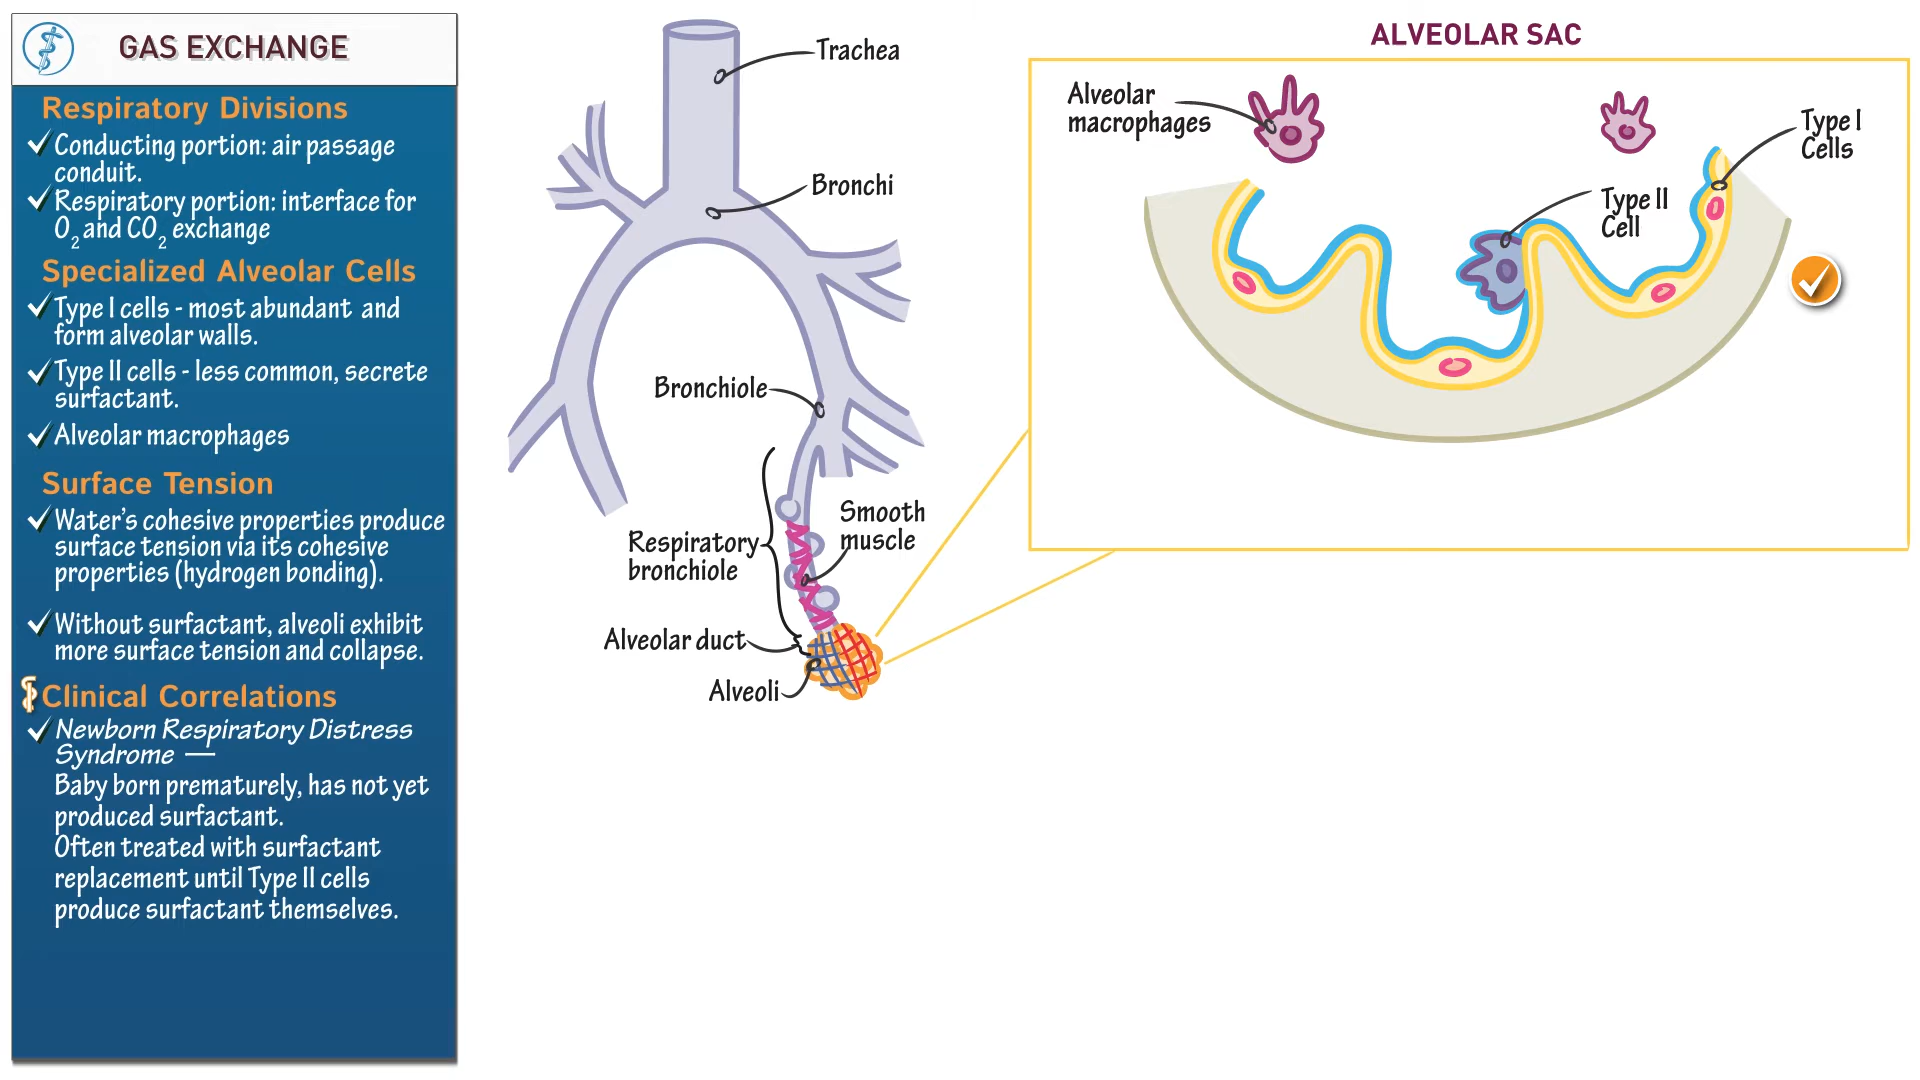 GAS EXCHANGE
Respiratory Divisions
Conducting portion: air passage
conduit.
Respiratory portion: interface for
O2 and CO2 exchange
Specialized Alveolar Cells
Type I cells - most abundant and
form alveolar walls.
Type II cells - less common, secrete
surfactant.
Alveolar macrophages
Surface Tension
Water's cohesive properties produce
surface tension via its cohesive
properties (hydrogen bonding).
Without surfactant, alveoli exhibit
more surface tension and collapse.
Clinical Correlations
Newborn Respiratory Distress
Syndrome —
Baby born prematurely, has not yet
produced surfactant.
Often treated with surfactant
replacement until Type II cells
produce surfactant themselves.
Trachea
Bronchi
Bronchiole
Smooth
muscle
Respiratory
bronchiole
Alveolar duct
Alveoli
ALVEOLAR SAC
Alveolar
macrophages
Type I
Cells
Type II
Cell